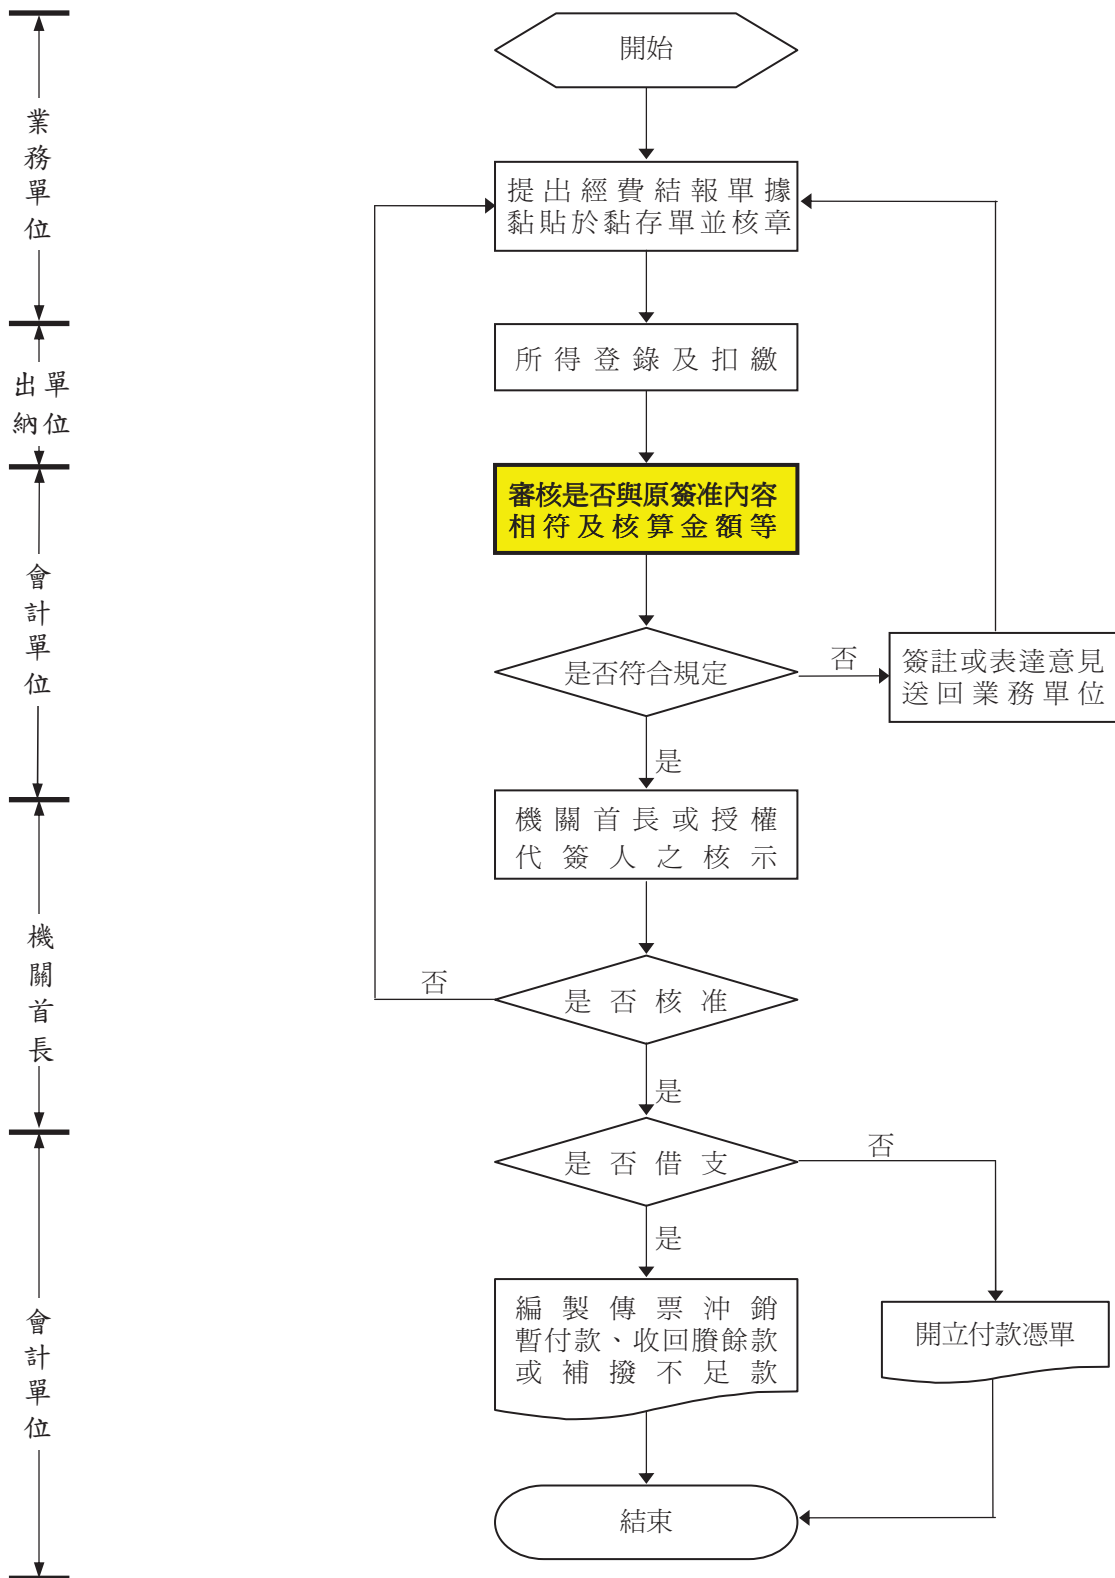 開始
業務單位
提出經費結報單據
黏貼於黏存單並核章
所得登錄及扣繳
出納
單位
審核是否與原簽准內容
相符及核算金額等
會計單位
是否符合規定
否
簽註或表達意見
送回業務單位
是
機關首長或授權
代簽人之核示
機關首長
否
是否核准
是
是否借支
否
是
編製傳票沖銷
暫付款、收回賸餘款
或補撥不足款
開立付款憑單
會計單位
結束